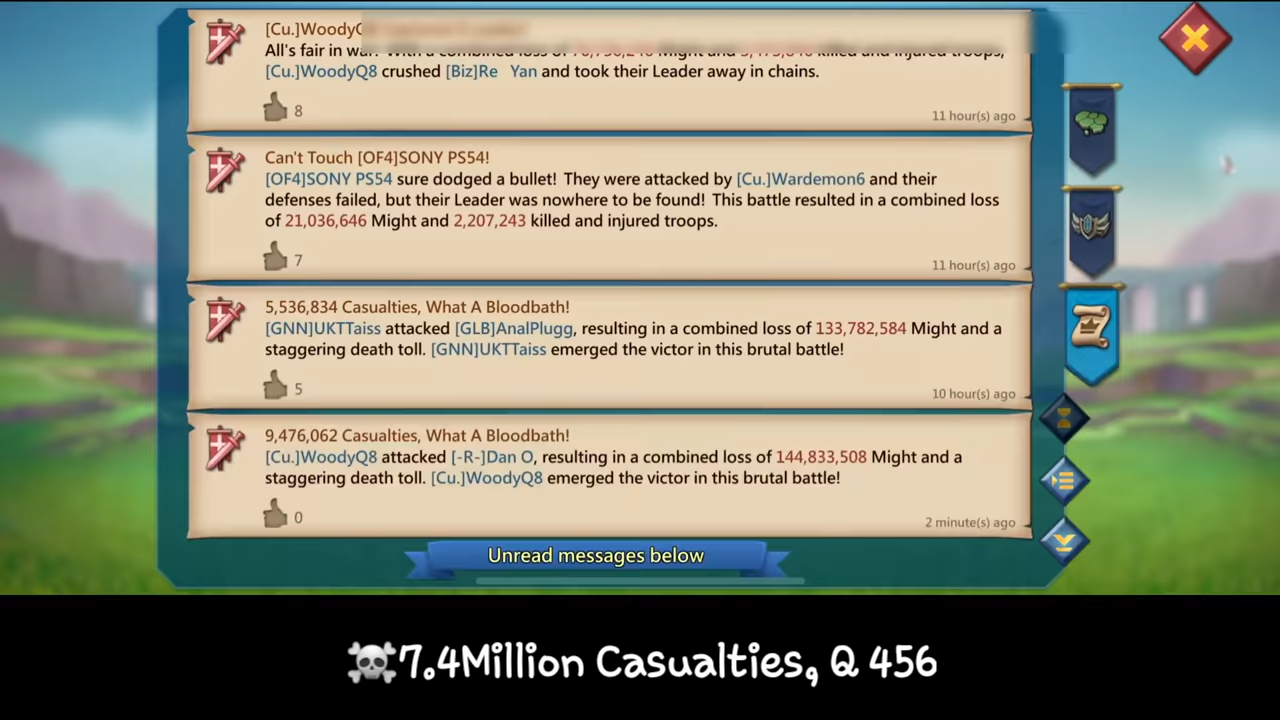 [Cu.]Woody
All's fair in war. With a combined loss of Might and killed and injured troops,
[Cu.]WoodyQ8 crushed [Biz]Re Yan and took their Leader away in chains.
8
11 hour(s) ago
Can't Touch [OF4]SONY PS54!
[OF4]SONY PS54 sure dodged a bullet! They were attacked by [Cu.]Wardemon6 and their
defenses failed, but their Leader was nowhere to be found! This battle resulted in a combined loss
of 21,036,646 Might and 2,207,243 killed and injured troops.
7
11 hour(s) ago
5,536,834 Casualties, What A Bloodbath!
[GNN]UKTTaiss attacked [GLB]AnalPlugg, resulting in a combined loss of 133,782,584 Might and a
staggering death toll. [GNN]UKTTaiss emerged the victor in this brutal battle!
5
10 hour(s) ago
9,476,062 Casualties, What A Bloodbath!
[Cu.]WoodyQ8 attacked [-R-]Dan O, resulting in a combined loss of 144,833,508 Might and a
staggering death toll. [Cu.]WoodyQ8 emerged the victor in this brutal battle!
0
2 minute(s) ago
Unread messages below
☠️7.4Million Casualties, Q 456